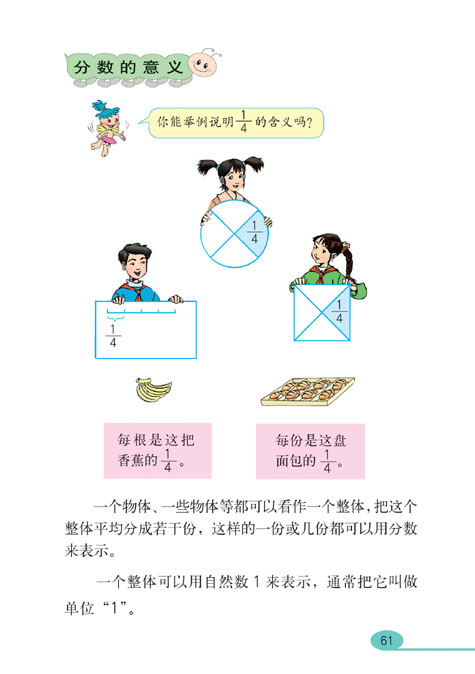 分数的意义
你能举例说明1/4的含义吗？
1/4
1/4
1/4
每根是这把
香蕉的1/4。
每份是这盘
面包的1/4。
一个物体、一些物体等都可以看作一个整体，把这个
整体平均分成若干份，这样的一份或几份都可以用分数
来表示。
一个整体可以用自然数1来表示，通常把它叫做
单位“1”。
61